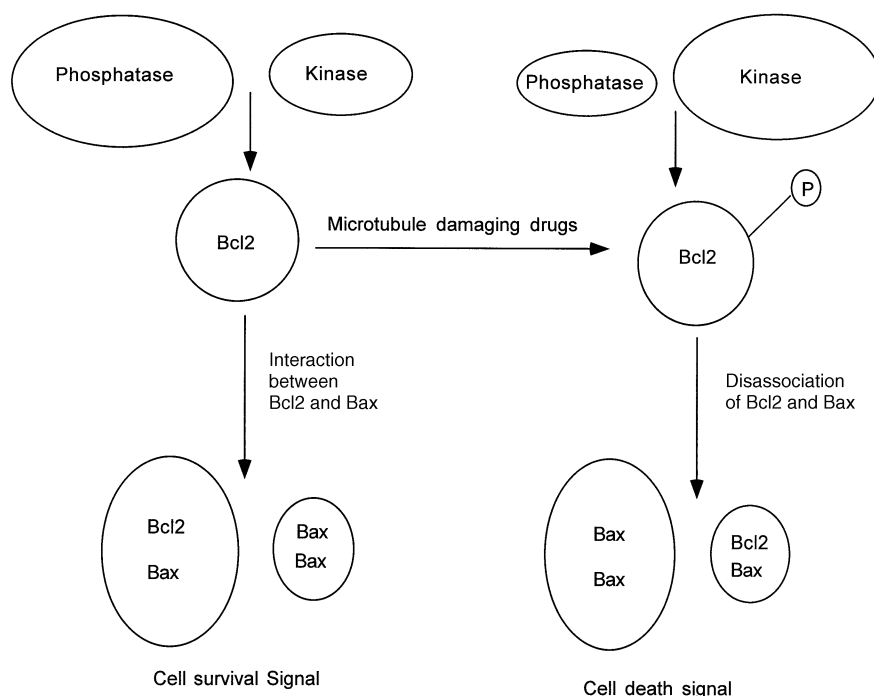 Phosphatase
Kinase
Phosphatase
Kinase
P
Bcl2
Microtubule damaging drugs
Bcl2
Interaction
between
Bcl2 and Bax
Disassociation
of Bcl2 and Bax
Bcl2
Bax
Bax
Bax
Bax
Bax
Bcl2
Bax
Cell survival Signal
Cell death signal